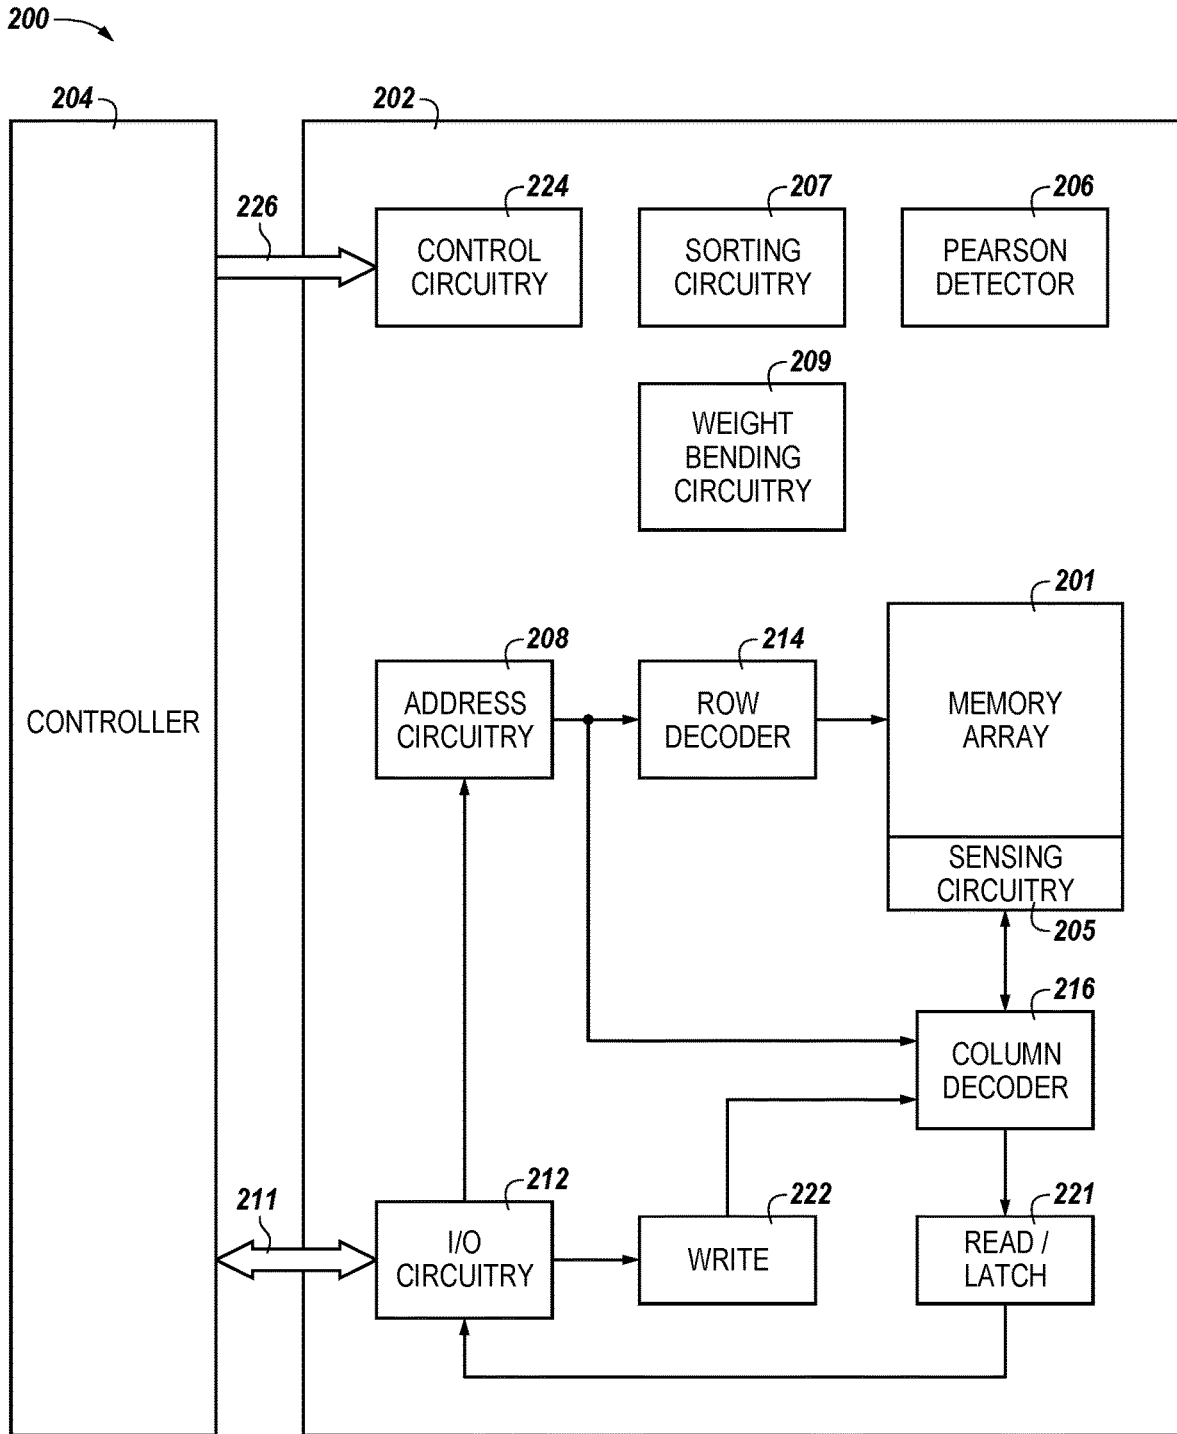 200
204
202
226
224
207
206
CONTROL
CIRCUITRY
SORTING
CIRCUITRY
PEARSON
DETECTOR
209
WEIGHT
BENDING
CIRCUITRY
201
208
214
CONTROLLER
ADDRESS
CIRCUITRY
ROW
DECODER
MEMORY
ARRAY
SENSING
CIRCUITRY
205
216
COLUMN
DECODER
211
212
222
221
I/O
CIRCUITRY
WRITE
READ /
LATCH